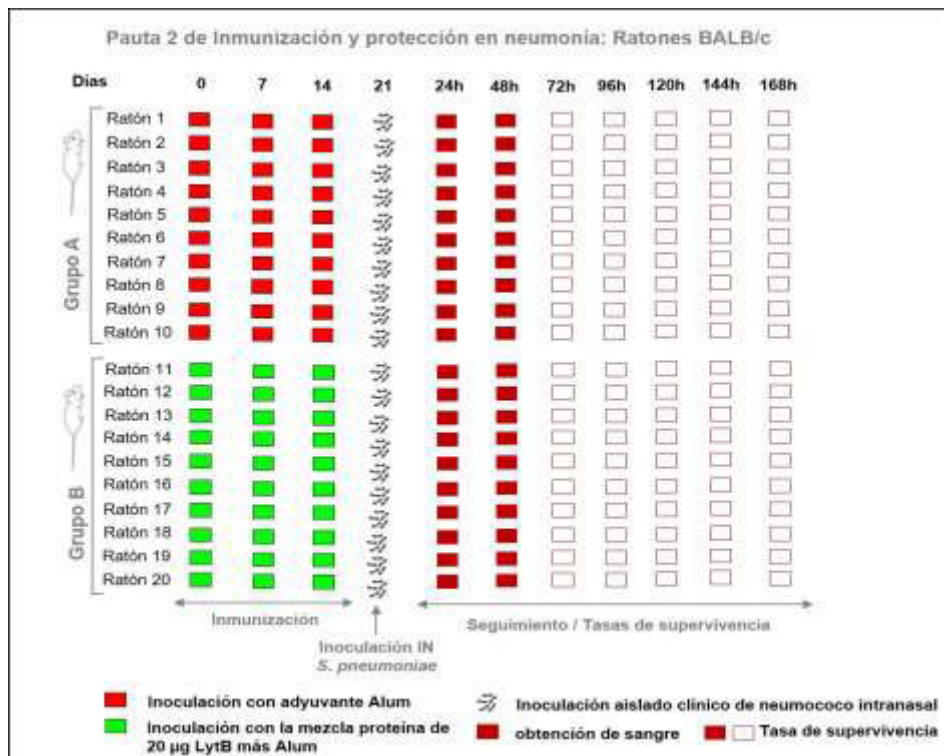 Pauta 2 de Inmunización y protección en neumonía: Ratones BALB/c
Dias 0 7 14 21 24h 48h 72h 96h 120h 144h 168h
Ratón 1
Ratón 2
Ratón 3
Ratón 4
Ratón 5
Ratón 6
Ratón 7
Ratón 8
Ratón 9
Ratón 10
Grupo A
Ratón 11
Ratón 12
Ratón 13
Ratón 14
Ratón 15
Ratón 16
Ratón 17
Ratón 18
Ratón 19
Ratón 20
Grupo B
Inmunización
Inoculación IN
S. pneumoniae
Seguimiento / Tasas de supervivencia
Inoculación con adyuvante Alum
Inoculación con la mezcla proteina de
20 µg LytB más Alum
Inoculación aislado clínico de neumococo intranasal
obtención de sangre
Tasa de supervivencia